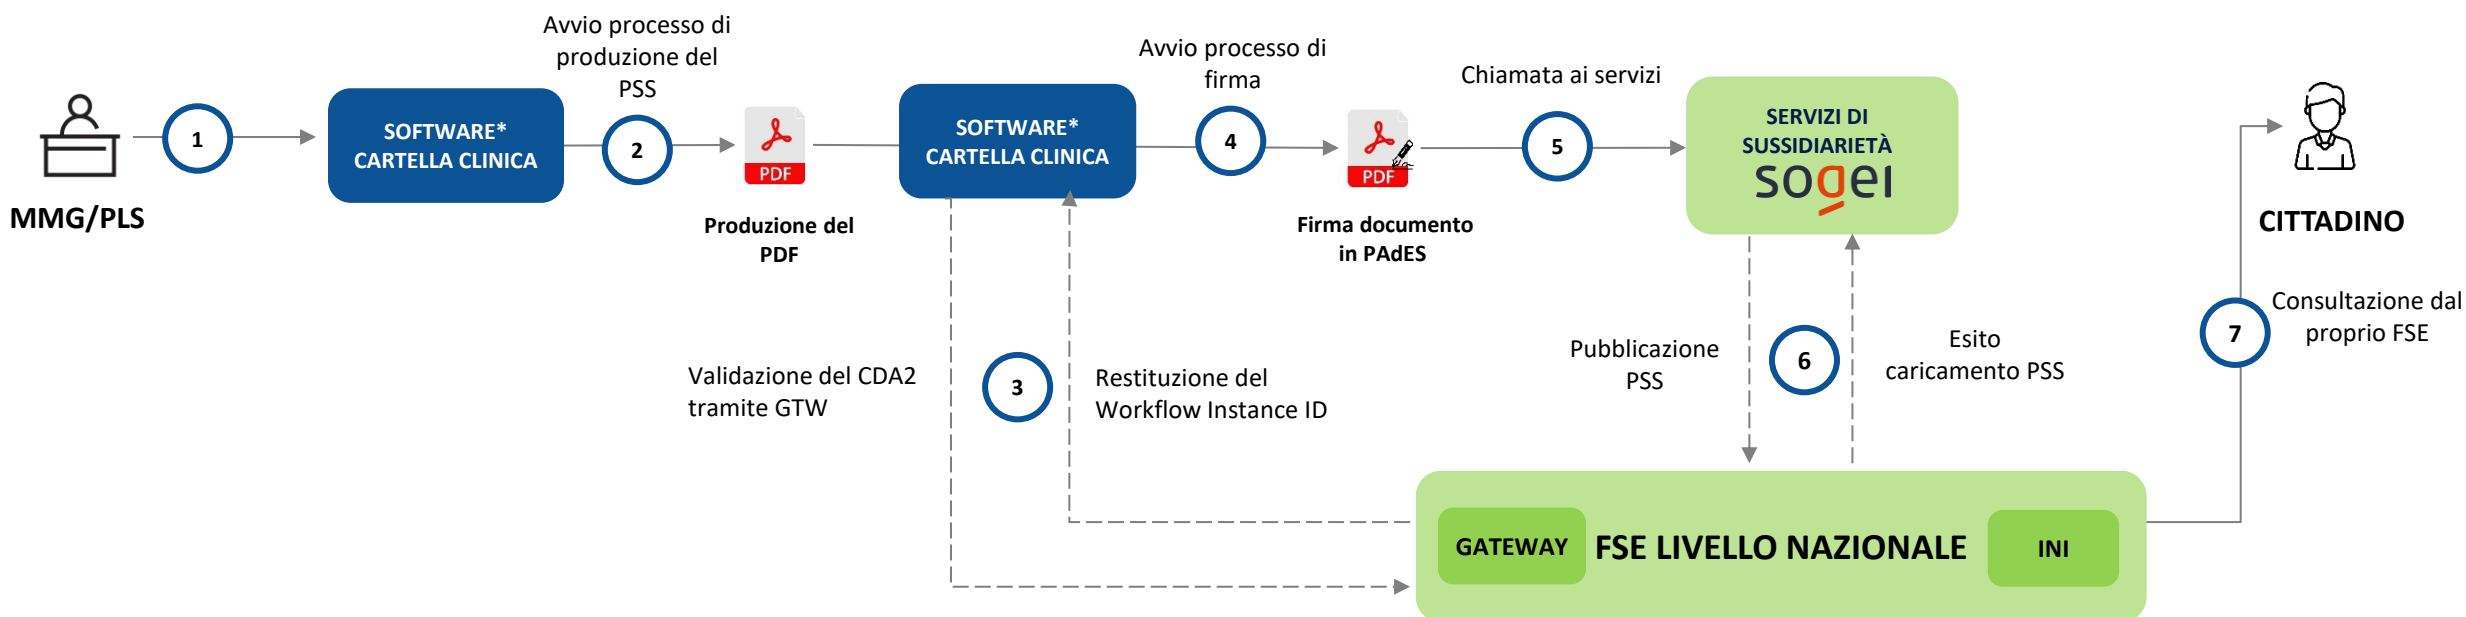 MMG/PLS
1
SOFTWARE*
CARTELLA CLINICA
Avvio processo di
produzione del
PSS
2
PDF
Produzione del
PDF
SOFTWARE*
CARTELLA CLINICA
Validazione del CDA2
tramite GTW
3
Restituzione del
Workflow Instance ID
Avvio processo di
firma
4
PDF
Firma documento
in PAdES
Chiamata ai servizi
5
SERVIZI DI
SUSSIDIARIETÀ
sogei
Pubblicazione
PSS
6
Esito
caricamento PSS
GATEWAY
FSE LIVELLO NAZIONALE
INI
7
Consultazione dal
proprio FSE
CITTADINO